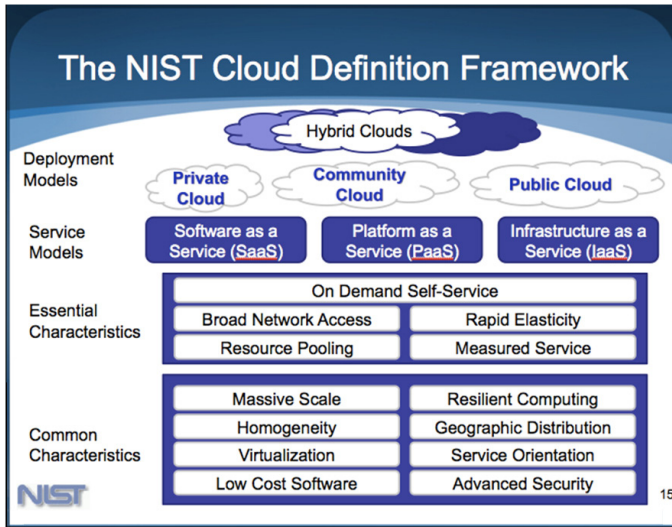 The NIST Cloud Definition Framework
Hybrid Clouds
Deployment
Models
Private
Cloud
Community
Cloud
Public Cloud
Service
Models
Software as a
Service (SaaS)
Platform as a
Service (PaaS)
Infrastructure as a
Service (IaaS)
Essential
Characteristics
On Demand Self-Service
Broad Network Access
Rapid Elasticity
Resource Pooling
Measured Service
Common
Characteristics
Massive Scale
Resilient Computing
Homogeneity
Geographic Distribution
Virtualization
Service Orientation
Low Cost Software
Advanced Security
NIST
15